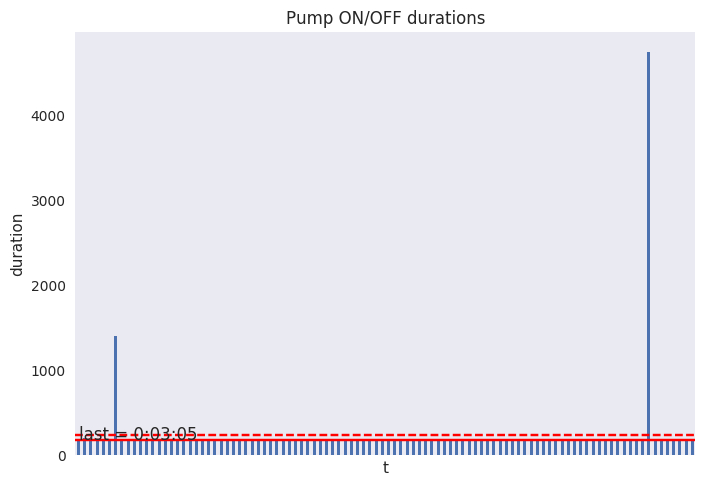 Pump ON/OFF durations
4000
3000
2000
1000
0
duration
last = 0:03:05
t